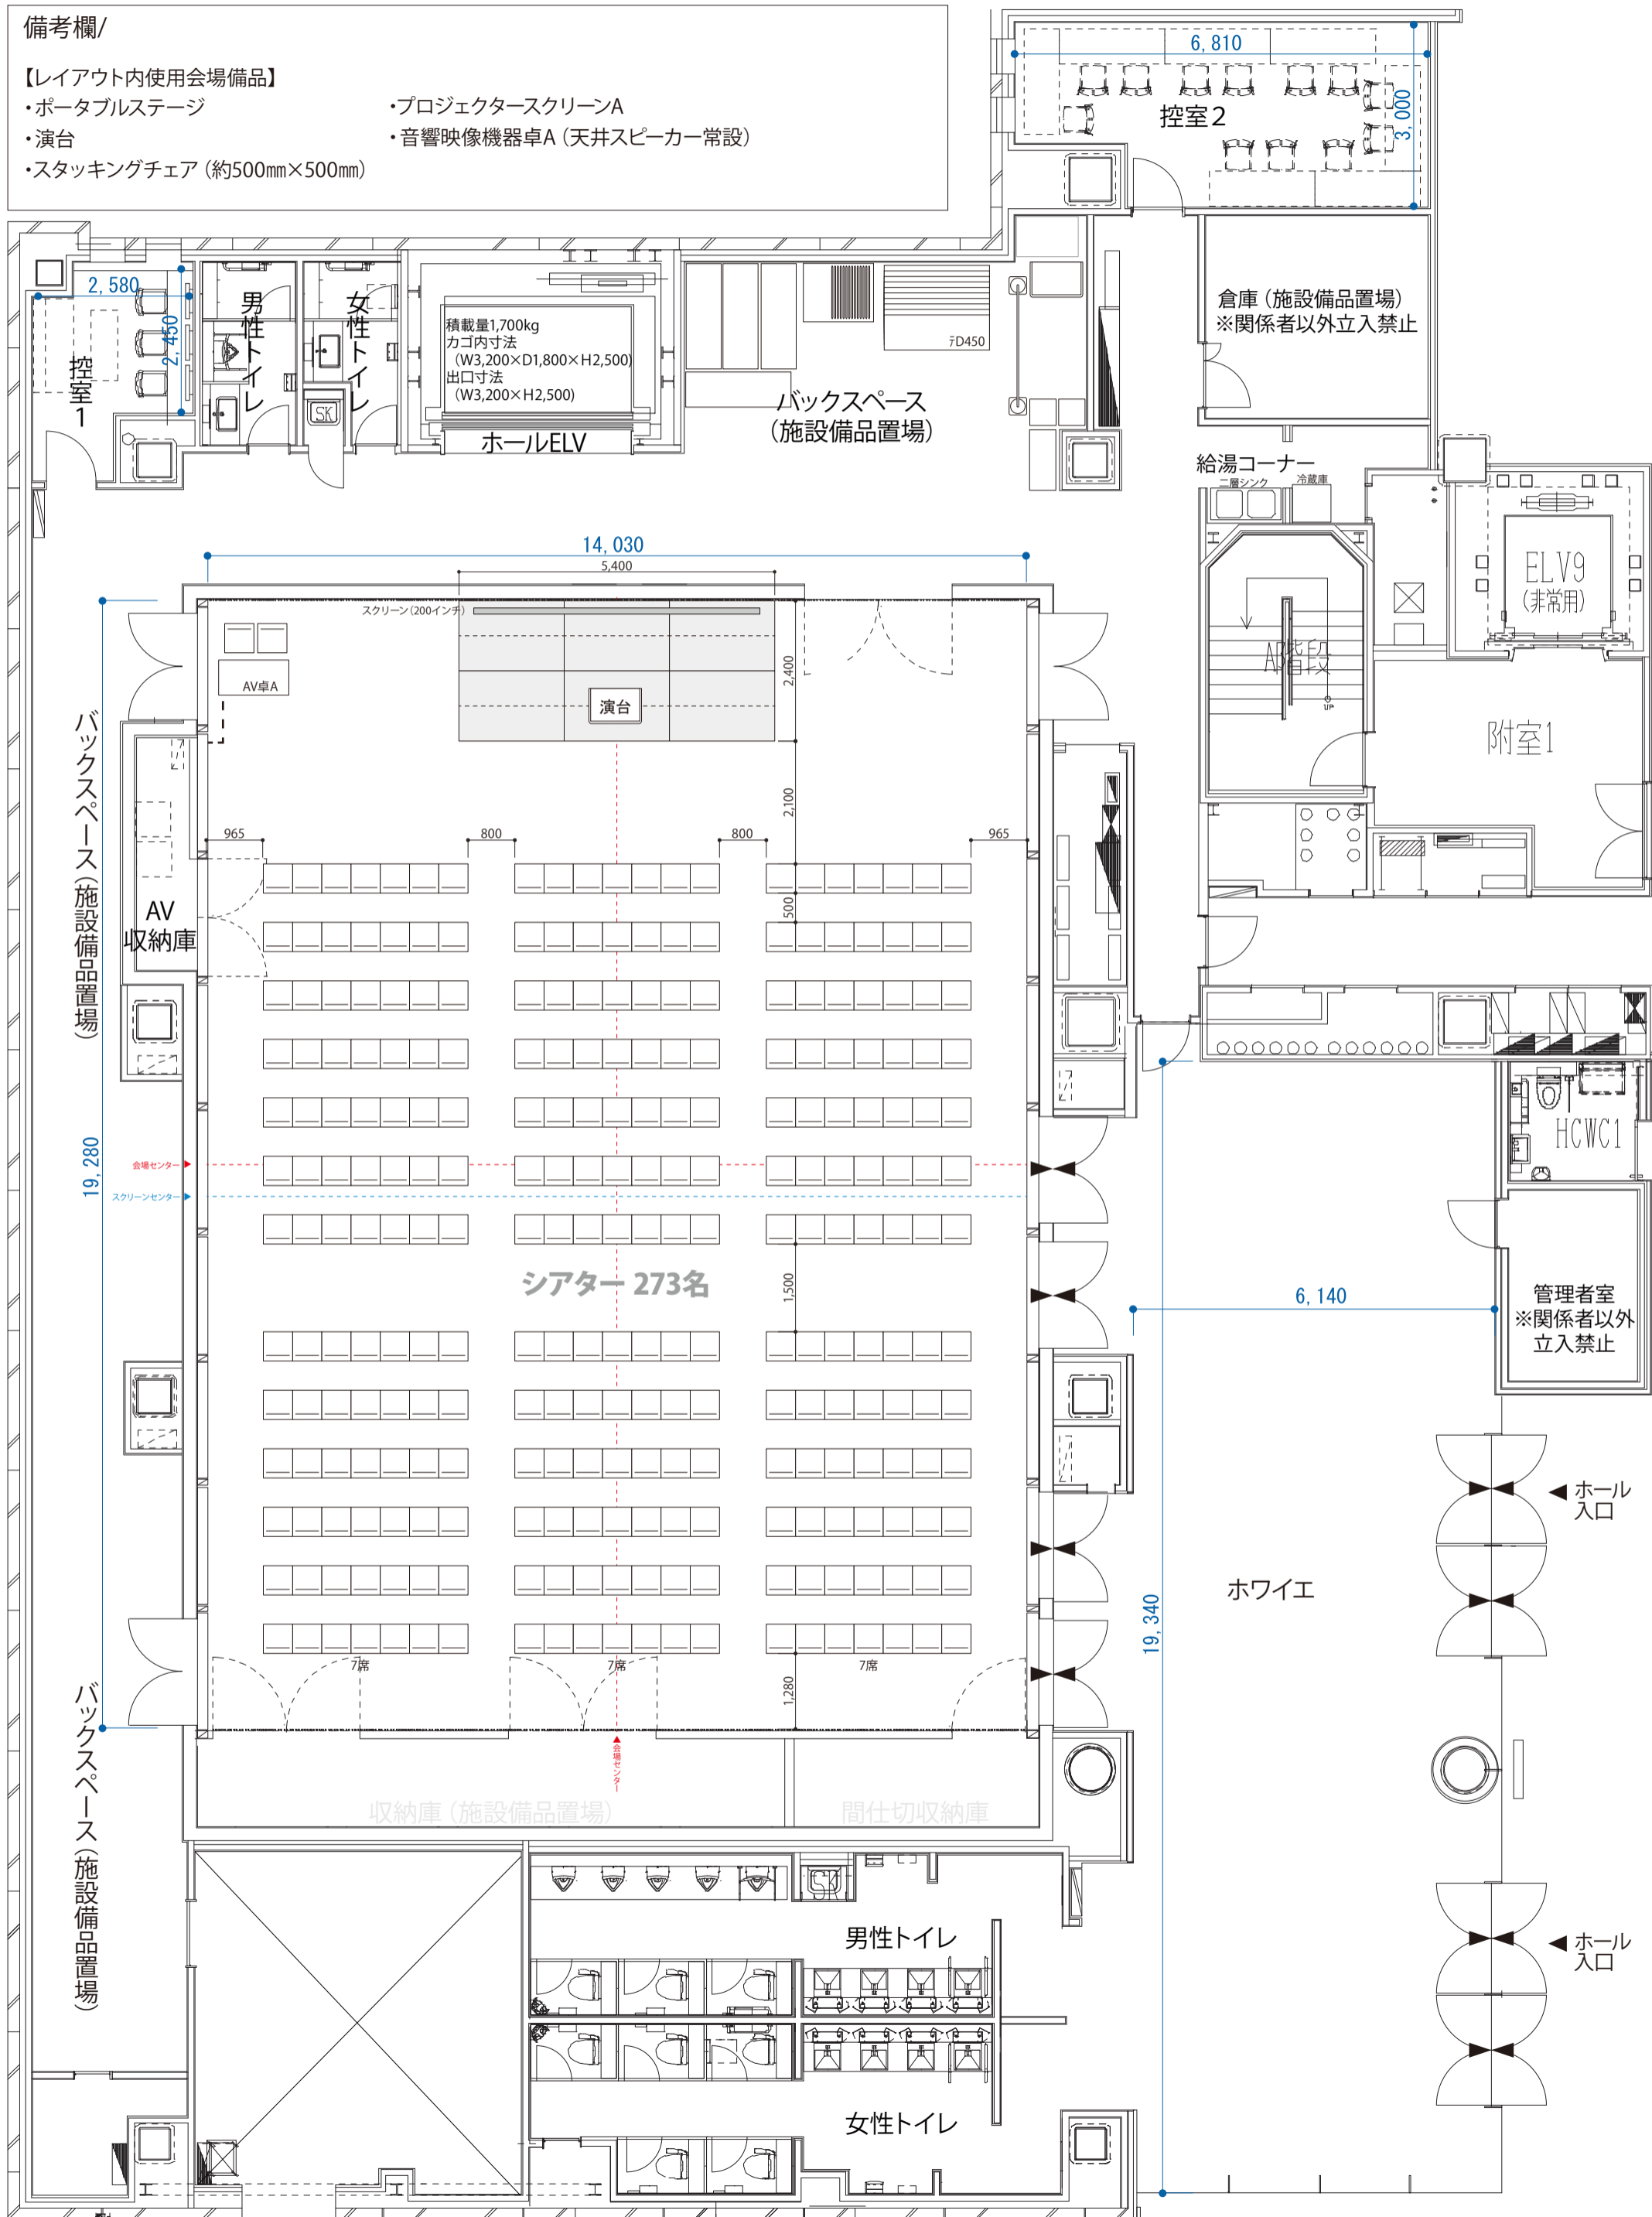 備考欄/
【レイアウト内使用会場備品】
・ポータブルステージ
・演台
・スタッキングチェア（約500㎜×500㎜）
・プロジェクタースクリーンA
・音響映像機器卓A（天井スピーカー常設）
6,810
控室2
3,000
2,580
2,450
控室1
男性トイレ
女性トイレ
SK
積載量1,700kg
カゴ内寸法
（W3,200×D1,800×H2,500）
出口寸法
（W3,200×H2,500）
ホールELV
ﾃD450
バックスペース
（施設備品置場）
倉庫（施設備品置場）
※関係者以外立入禁止
給湯コーナー
二層シンク
冷蔵庫
ELV9
（非常用）
A3階段
UP
附室1
14,030
5,400
スクリーン（200インチ）
AV卓A
演台
2,400
2,100
965
800
800
965
500
バックスペース（施設備品置場）
AV
収納庫
19,280
会場センター
スクリーンセンター
シアター 273名
1,500
7席
7席
7席
1,280
会場センター
収納庫（施設備品置場）
間仕切収納庫
HCWC1
管理者室
※関係者以外
立入禁止
6,140
ホール
入口
ホワイエ
19,340
ホール
入口
バックスペース（施設備品置場）
SK
男性トイレ
女性トイレ